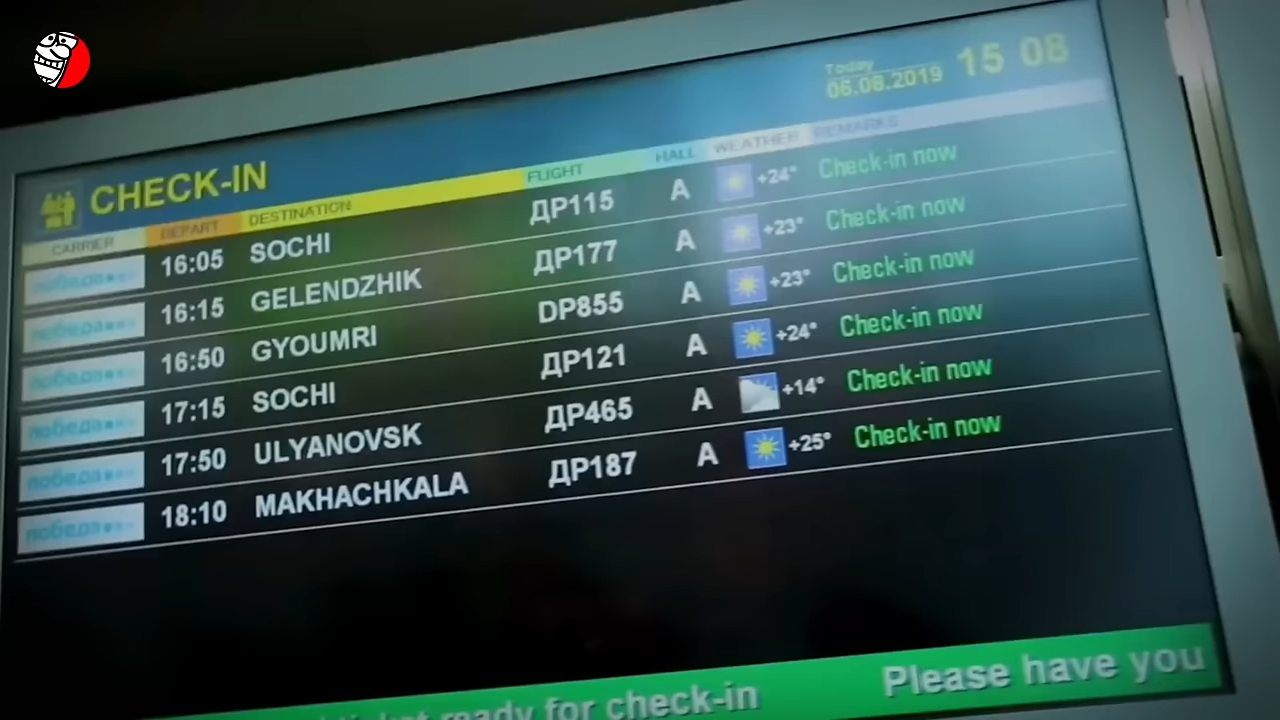 Today
06.08.2019 15 08
CHECK-IN
CARRIER DEPART DESTINATION FLIGHT HALL WEATHER REMARKS
победа 16:05 SOCHI ДР115 A +24° Check-in now
победа 16:15 GELENDZHIK ДР177 A +23° Check-in now
победа 16:50 GYOUMRI DP855 A +23° Check-in now
победа 17:15 SOCHI ДР121 A +24° Check-in now
победа 17:50 ULYANOVSK ДР465 A +14° Check-in now
победа 18:10 MAKHACHKALA ДР187 A +25° Check-in now
ready for check-in Please have you